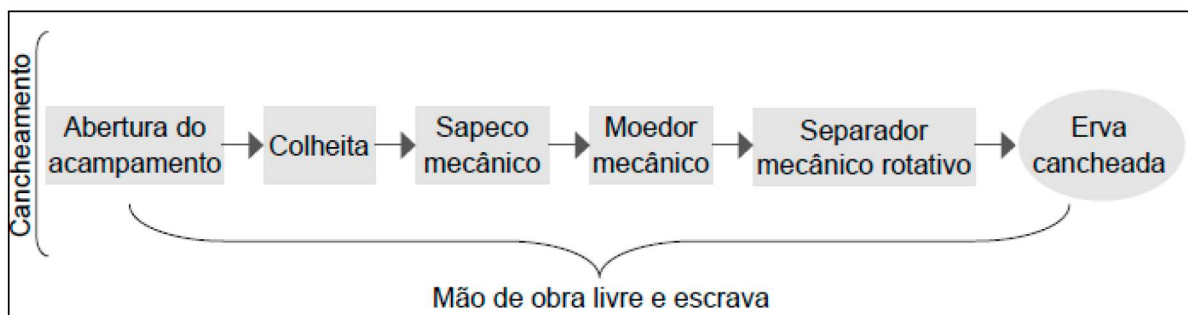 Cancheamento
Abertura do
acampamento
Colheita
Sapeco
mecânico
Moedor
mecânico
Separador
mecânico rotativo
Erva
cancheada
Mão de obra livre e escrava